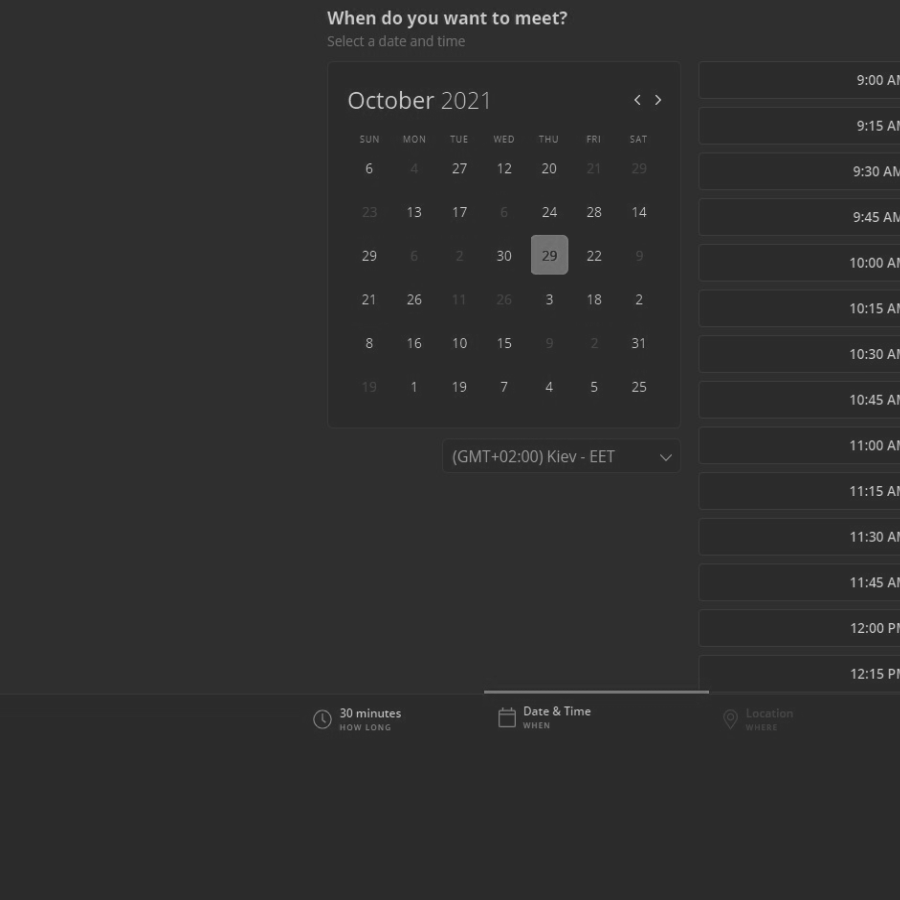 When do you want to meet?
Select a date and time
October 2021
SUN MON TUE WED THU FRI SAT
6 4 27 12 20 21 29
23 13 17 6 24 28 14
29 6 2 30 29 22 9
21 26 11 26 3 18 2
8 16 10 15 9 2 31
19 1 19 7 4 5 25
(GMT+02:00) Kiev - EET
9:00 AM
9:15 AM
9:30 AM
9:45 AM
10:00 AM
10:15 AM
10:30 AM
10:45 AM
11:00 AM
11:15 AM
11:30 AM
11:45 AM
12:00 PM
12:15 PM
30 minutes
HOW LONG
Date & Time
WHEN
Location
WHERE